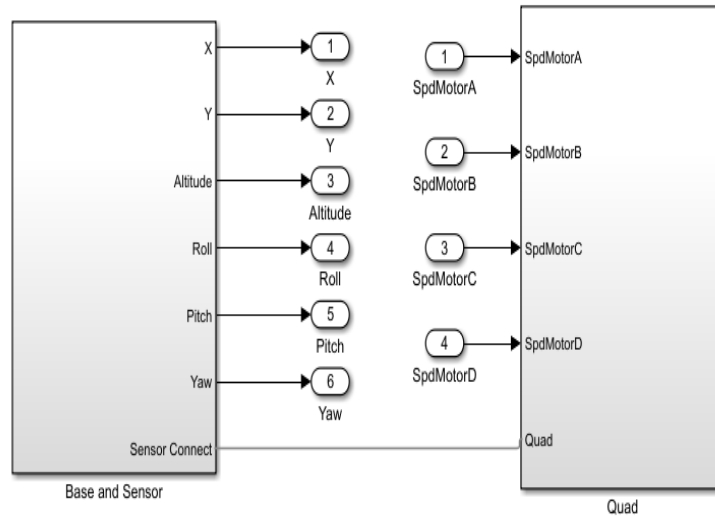 X
1
X
Y
2
Y
Altitude
3
Altitude
Roll
4
Roll
Pitch
5
Pitch
Yaw
6
Yaw
Sensor Connect
Base and Sensor
1
SpdMotorA
SpdMotorA
2
SpdMotorB
SpdMotorB
3
SpdMotorC
SpdMotorC
4
SpdMotorD
SpdMotorD
Quad
Quad